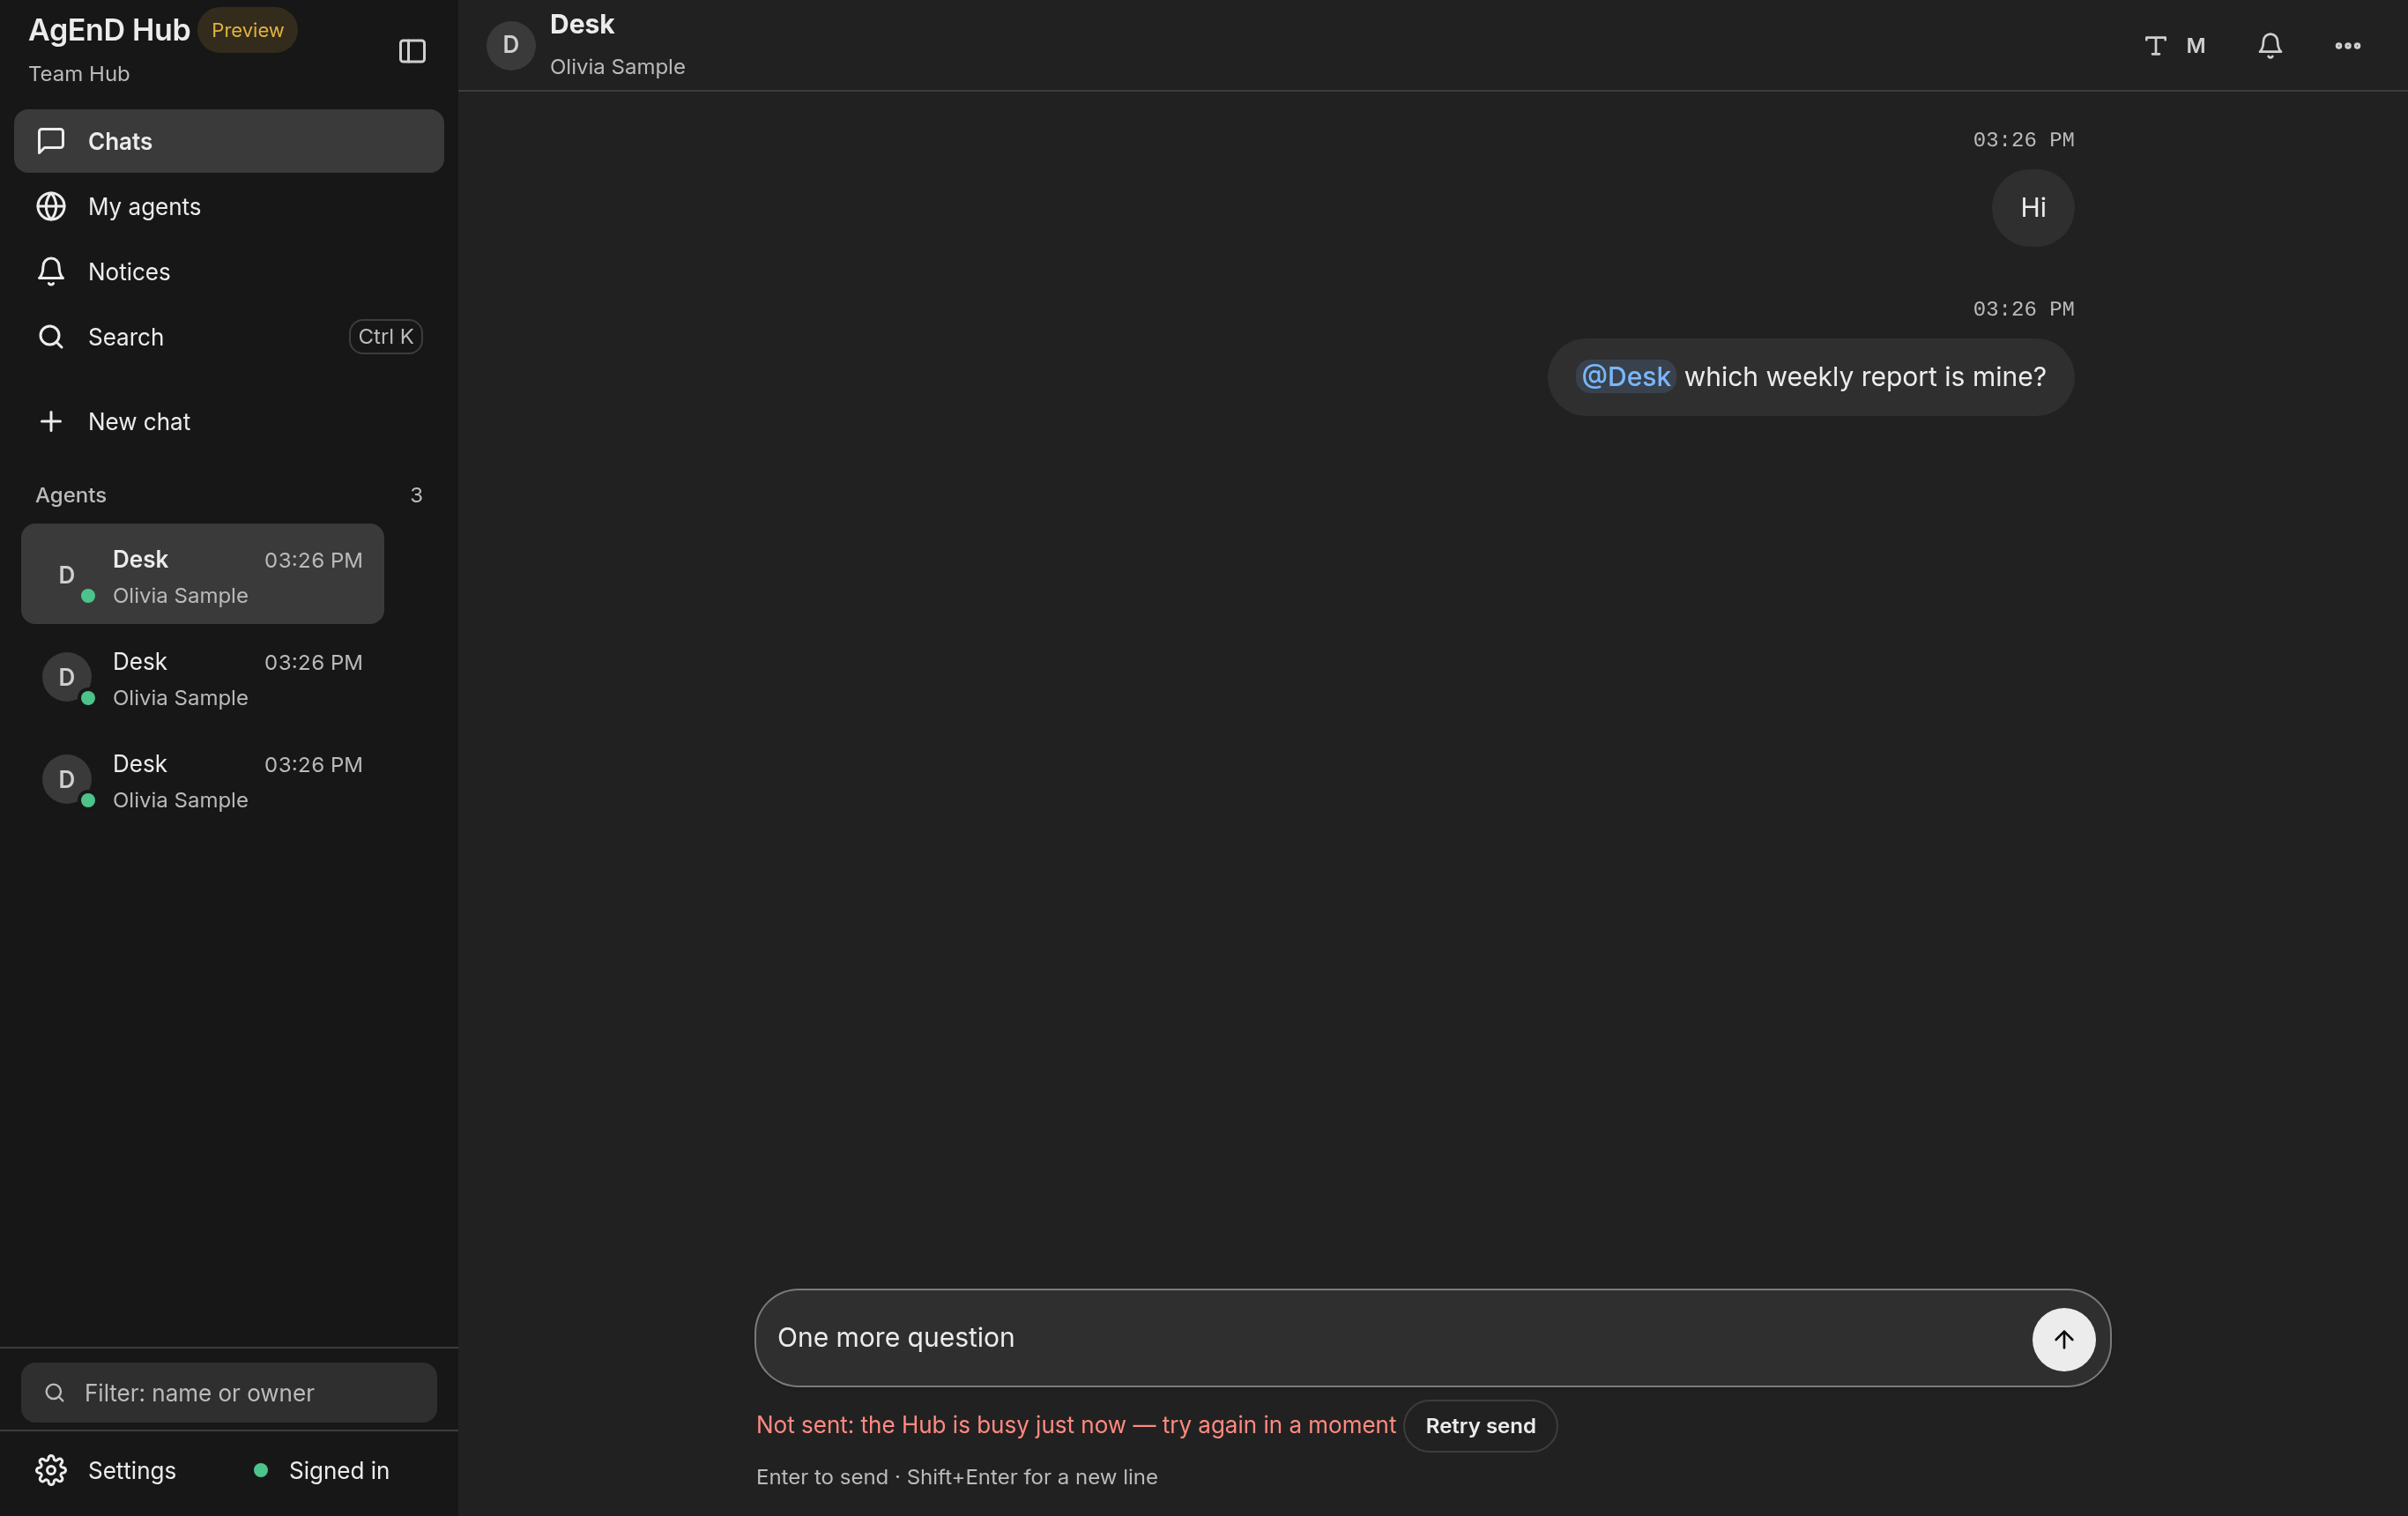 AgEnD Hub Preview
Team Hub
Chats
My agents
Notices
Search Ctrl K
New chat
Agents 3
D Desk 03:26 PM
Olivia Sample
D Desk 03:26 PM
Olivia Sample
D Desk 03:26 PM
Olivia Sample
Filter: name or owner
Settings Signed in
D Desk
Olivia Sample
T M
03:26 PM
Hi
03:26 PM
@Desk which weekly report is mine?
One more question
Not sent: the Hub is busy just now — try again in a moment Retry send
Enter to send · Shift+Enter for a new line